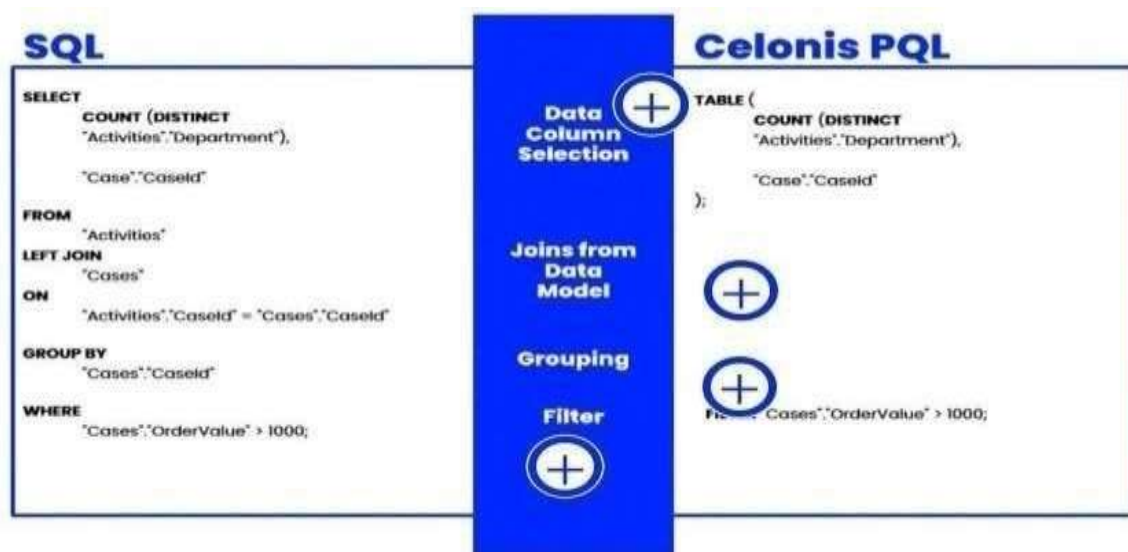 SQL
SELECT
COUNT (DISTINCT
"Activities"."Department"),
"Case"."CaseId"
FROM
"Activities"
LEFT JOIN
"Cases"
ON
"Activities"."CaseId" = "Cases"."CaseId"
GROUP BY
"Cases"."CaseId"
WHERE
"Cases"."OrderValue" > 1000;
Data
Column
Selection
Joins from
Data
Model
Grouping
Filter
Celonis PQL
TABLE (
COUNT (DISTINCT
"Activities"."Department"),
"Case"."CaseId"
);
"Cases"."OrderValue" > 1000;